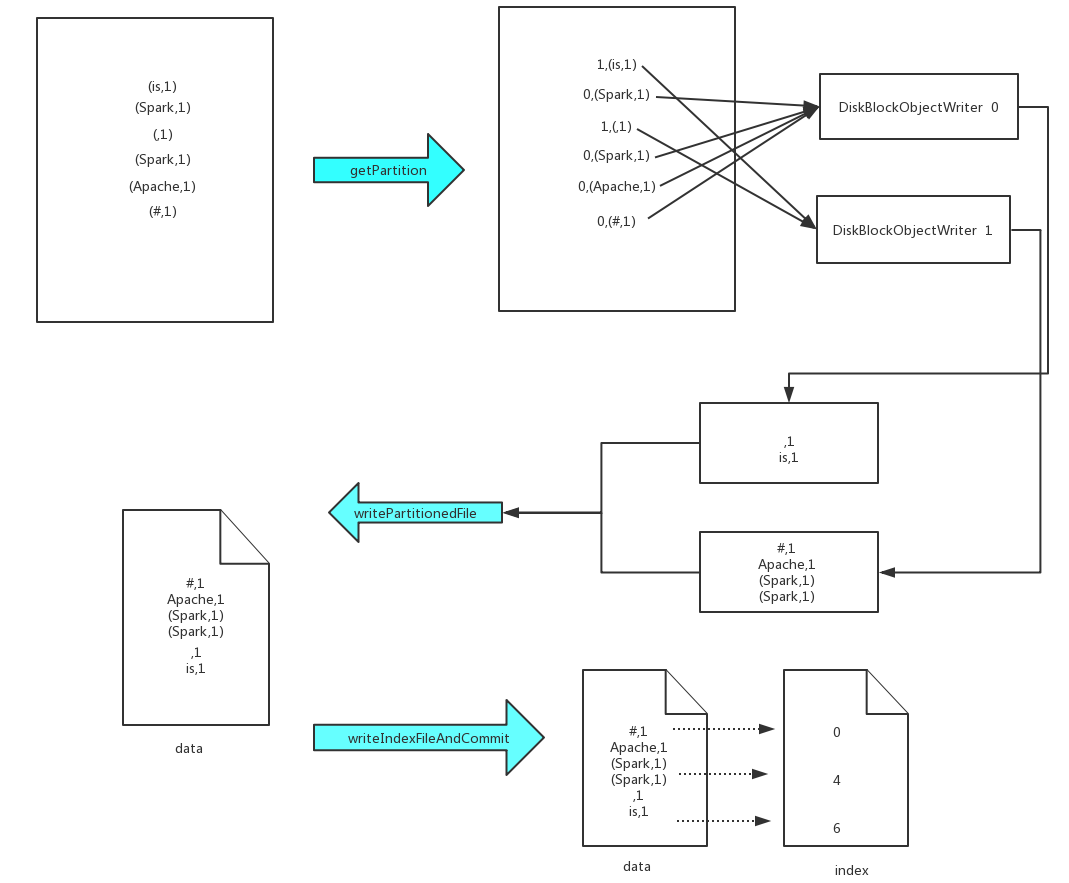 (is,1)
(Spark,1)
(,1)
(Spark,1)
(Apache,1)
(#,1)
getPartition
1,(is,1)
0,(Spark,1)
1,(,1)
0,(Spark,1)
0,(Apache,1)
0,(#,1)
DiskBlockObjectWriter 0
DiskBlockObjectWriter 1
,1
is,1
#,1
Apache,1
(Spark,1)
(Spark,1)
writePartitionedFile
#,1
Apache,1
(Spark,1)
(Spark,1)
,1
is,1
data
writeIndexFileAndCommit
#,1
Apache,1
(Spark,1)
(Spark,1)
,1
is,1
data
0
4
6
index